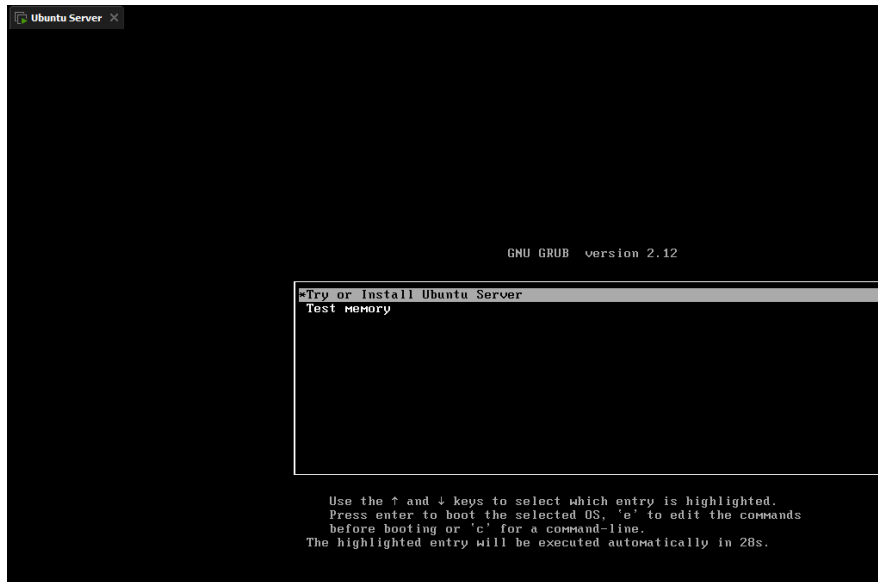 Ubuntu Server
GNU GRUB version 2.12
*Try or Install Ubuntu Server
Test memory
Use the ↑ and ↓ keys to select which entry is highlighted.
Press enter to boot the selected OS, `e' to edit the commands
before booting or `c' for a command-line.
The highlighted entry will be executed automatically in 28s.